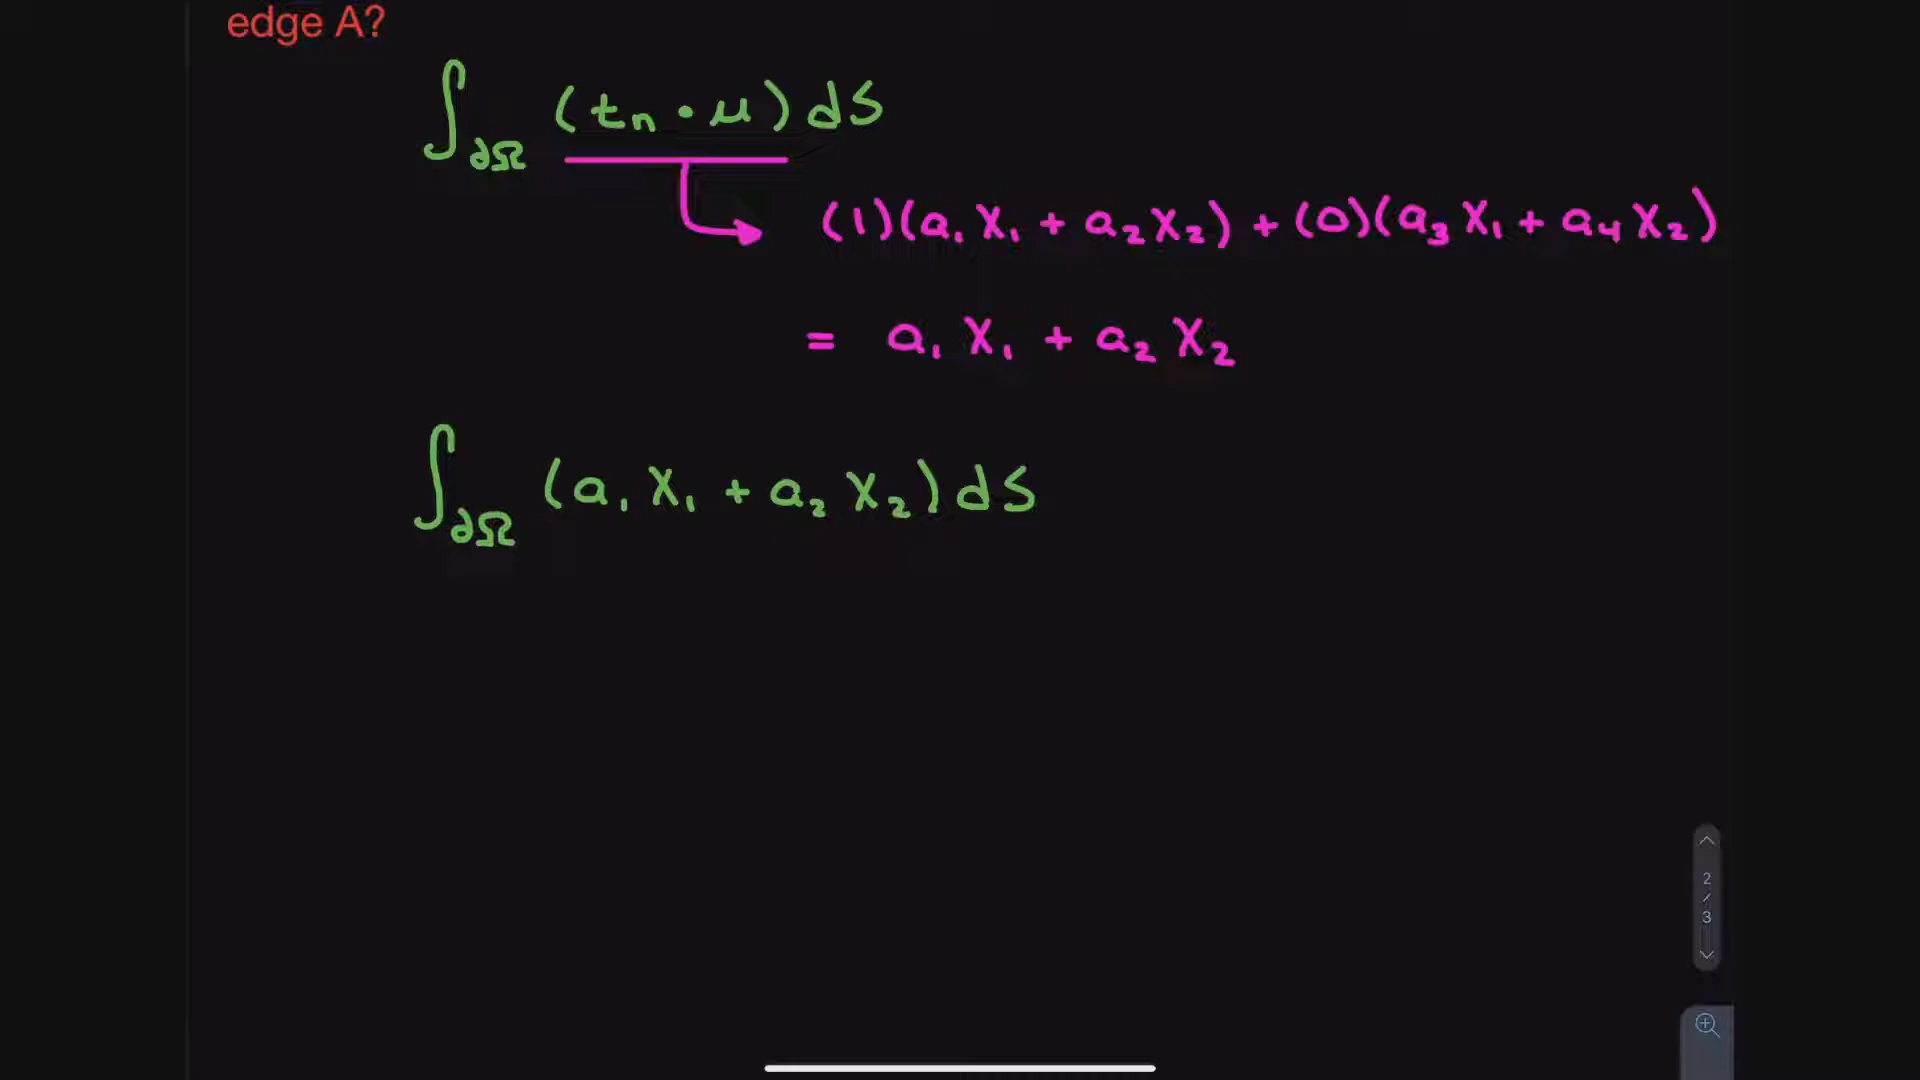 edge A?
∫∂Ω (tn · u) dS
(1)(a₁ X₁ + a₂ X₂) + (0)(a₃ X₁ + a₄ X₂)
= a₁ X₁ + a₂ X₂
∫∂Ω (a₁ X₁ + a₂ X₂) dS
2
/
3